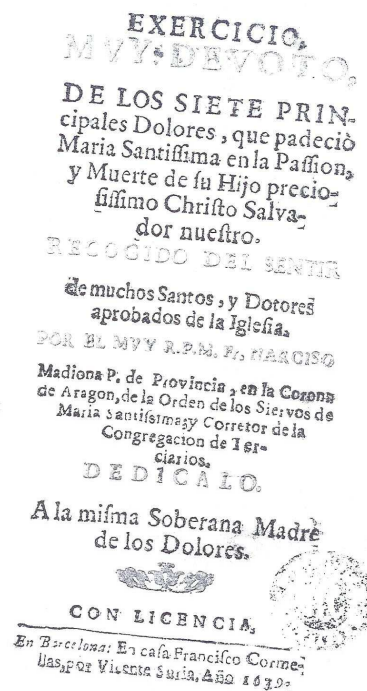 EXERCICIO,
MVY DEVOTO,
DE LOS SIETE PRIN-
cipales Dolores, que padeciò
Maria Santiſſima en la Paſſion,
y Muerte de ſu Hijo precio-
ſiſſimo Chriſto Salva-
dor nueſtro.
RECOGIDO DEL SENTIR
de muchos Santos, y Dotores
aprobados de la Igleſia.
POR EL MVY R.P.M. Fr. NARCISO
Madiona P. de Provincia, en la Corona
de Aragon, de la Orden de los Siervos de
Maria Santiſsima; y Corretor de la
Congregacion de Ter-
ciarios.
DEDICALO.
A la miſma Soberana Madre
de los Dolores.
CON LICENCIA,
En Barcelona: En caſa Franciſco Corme-
llas, por Vicente Suria, Año 1639.